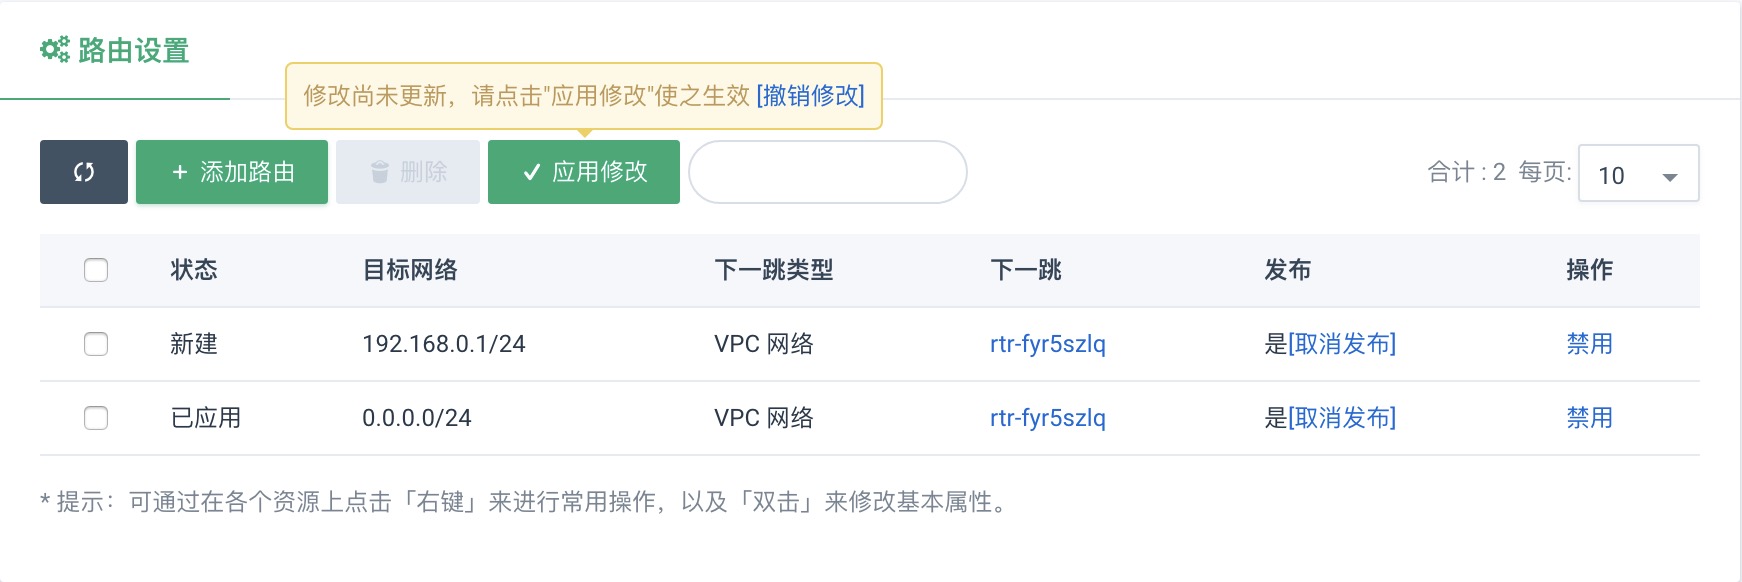 路由设置
修改尚未更新，请点击"应用修改"使之生效 [撤销修改]
+ 添加路由 删除 应用修改 合计 : 2 每页: 10
状态 目标网络 下一跳类型 下一跳 发布 操作
新建 192.168.0.1/24 VPC 网络 rtr-fyr5szlq 是[取消发布] 禁用
已应用 0.0.0.0/24 VPC 网络 rtr-fyr5szlq 是[取消发布] 禁用
* 提示：可通过在各个资源上点击「右键」来进行常用操作，以及「双击」来修改基本属性。